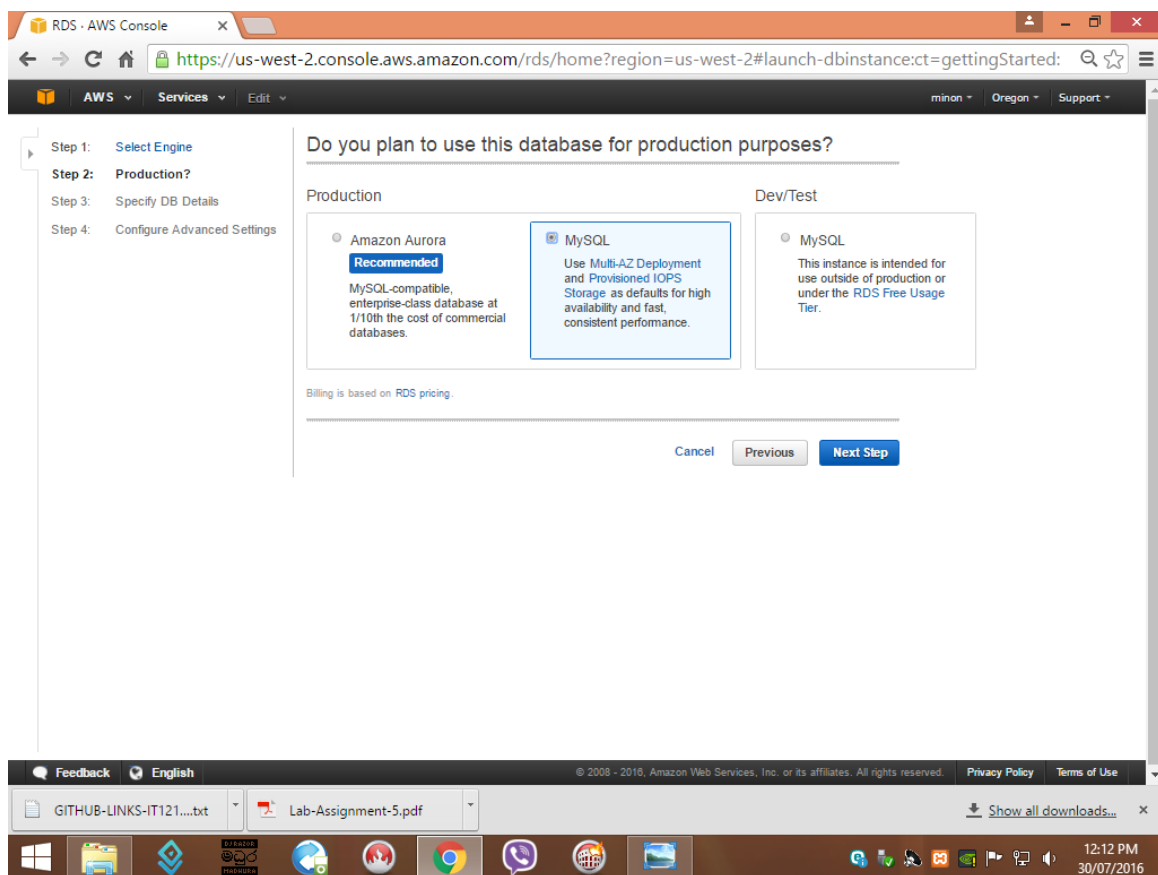 RDS · AWS Console
https://us-west-2.console.aws.amazon.com/rds/home?region=us-west-2#launch-dbinstance:ct=gettingStarted:
AWS Services Edit minon Oregon Support
Step 1: Select Engine
Step 2: Production?
Step 3: Specify DB Details
Step 4: Configure Advanced Settings
Do you plan to use this database for production purposes?
Production
Amazon Aurora
Recommended
MySQL-compatible,
enterprise-class database at
1/10th the cost of commercial
databases.
MySQL
Use Multi-AZ Deployment
and Provisioned IOPS
Storage as defaults for high
availability and fast,
consistent performance.
Dev/Test
MySQL
This instance is intended for
use outside of production or
under the RDS Free Usage
Tier.
Billing is based on RDS pricing.
Cancel Previous Next Step
Feedback English © 2008 - 2016, Amazon Web Services, Inc. or its affiliates. All rights reserved. Privacy Policy Terms of Use
GITHUB-LINKS-IT121....txt Lab-Assignment-5.pdf Show all downloads...
මධුර
MADHURA
12:12 PM
30/07/2016